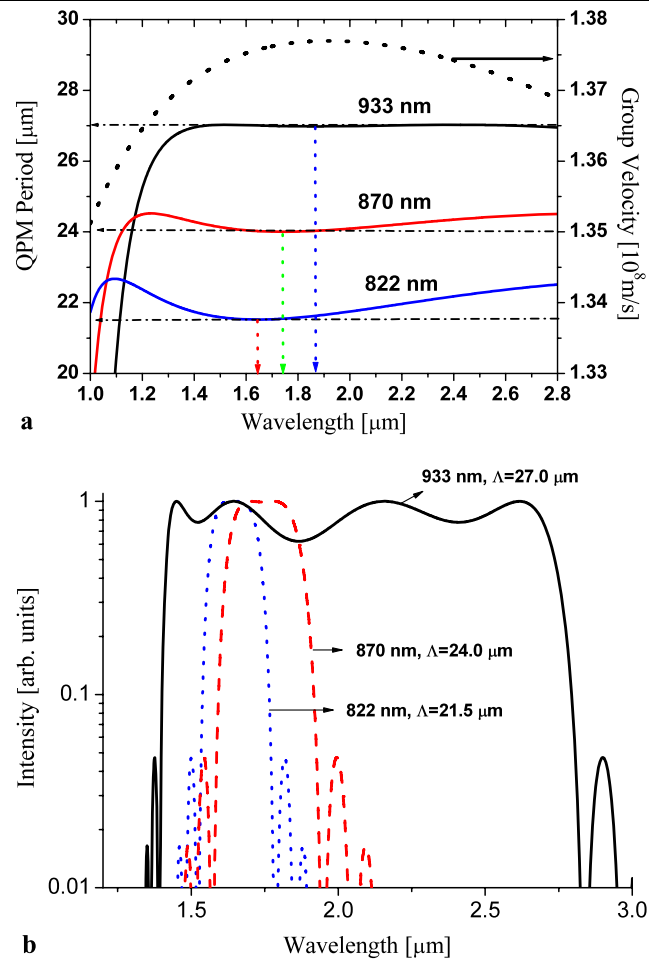 30
28
26
24
22
20
QPM Period [μm]
1.38
1.37
1.36
1.35
1.34
1.33
Group Velocity [10⁸m/s]
933 nm
870 nm
822 nm
1.0 1.2 1.4 1.6 1.8 2.0 2.2 2.4 2.6 2.8
Wavelength [μm]
a
1
0.1
0.01
Intensity [arb. units]
933 nm, Λ=27.0 μm
870 nm, Λ=24.0 μm
822 nm, Λ=21.5 μm
1.5 2.0 2.5 3.0
Wavelength [μm]
b